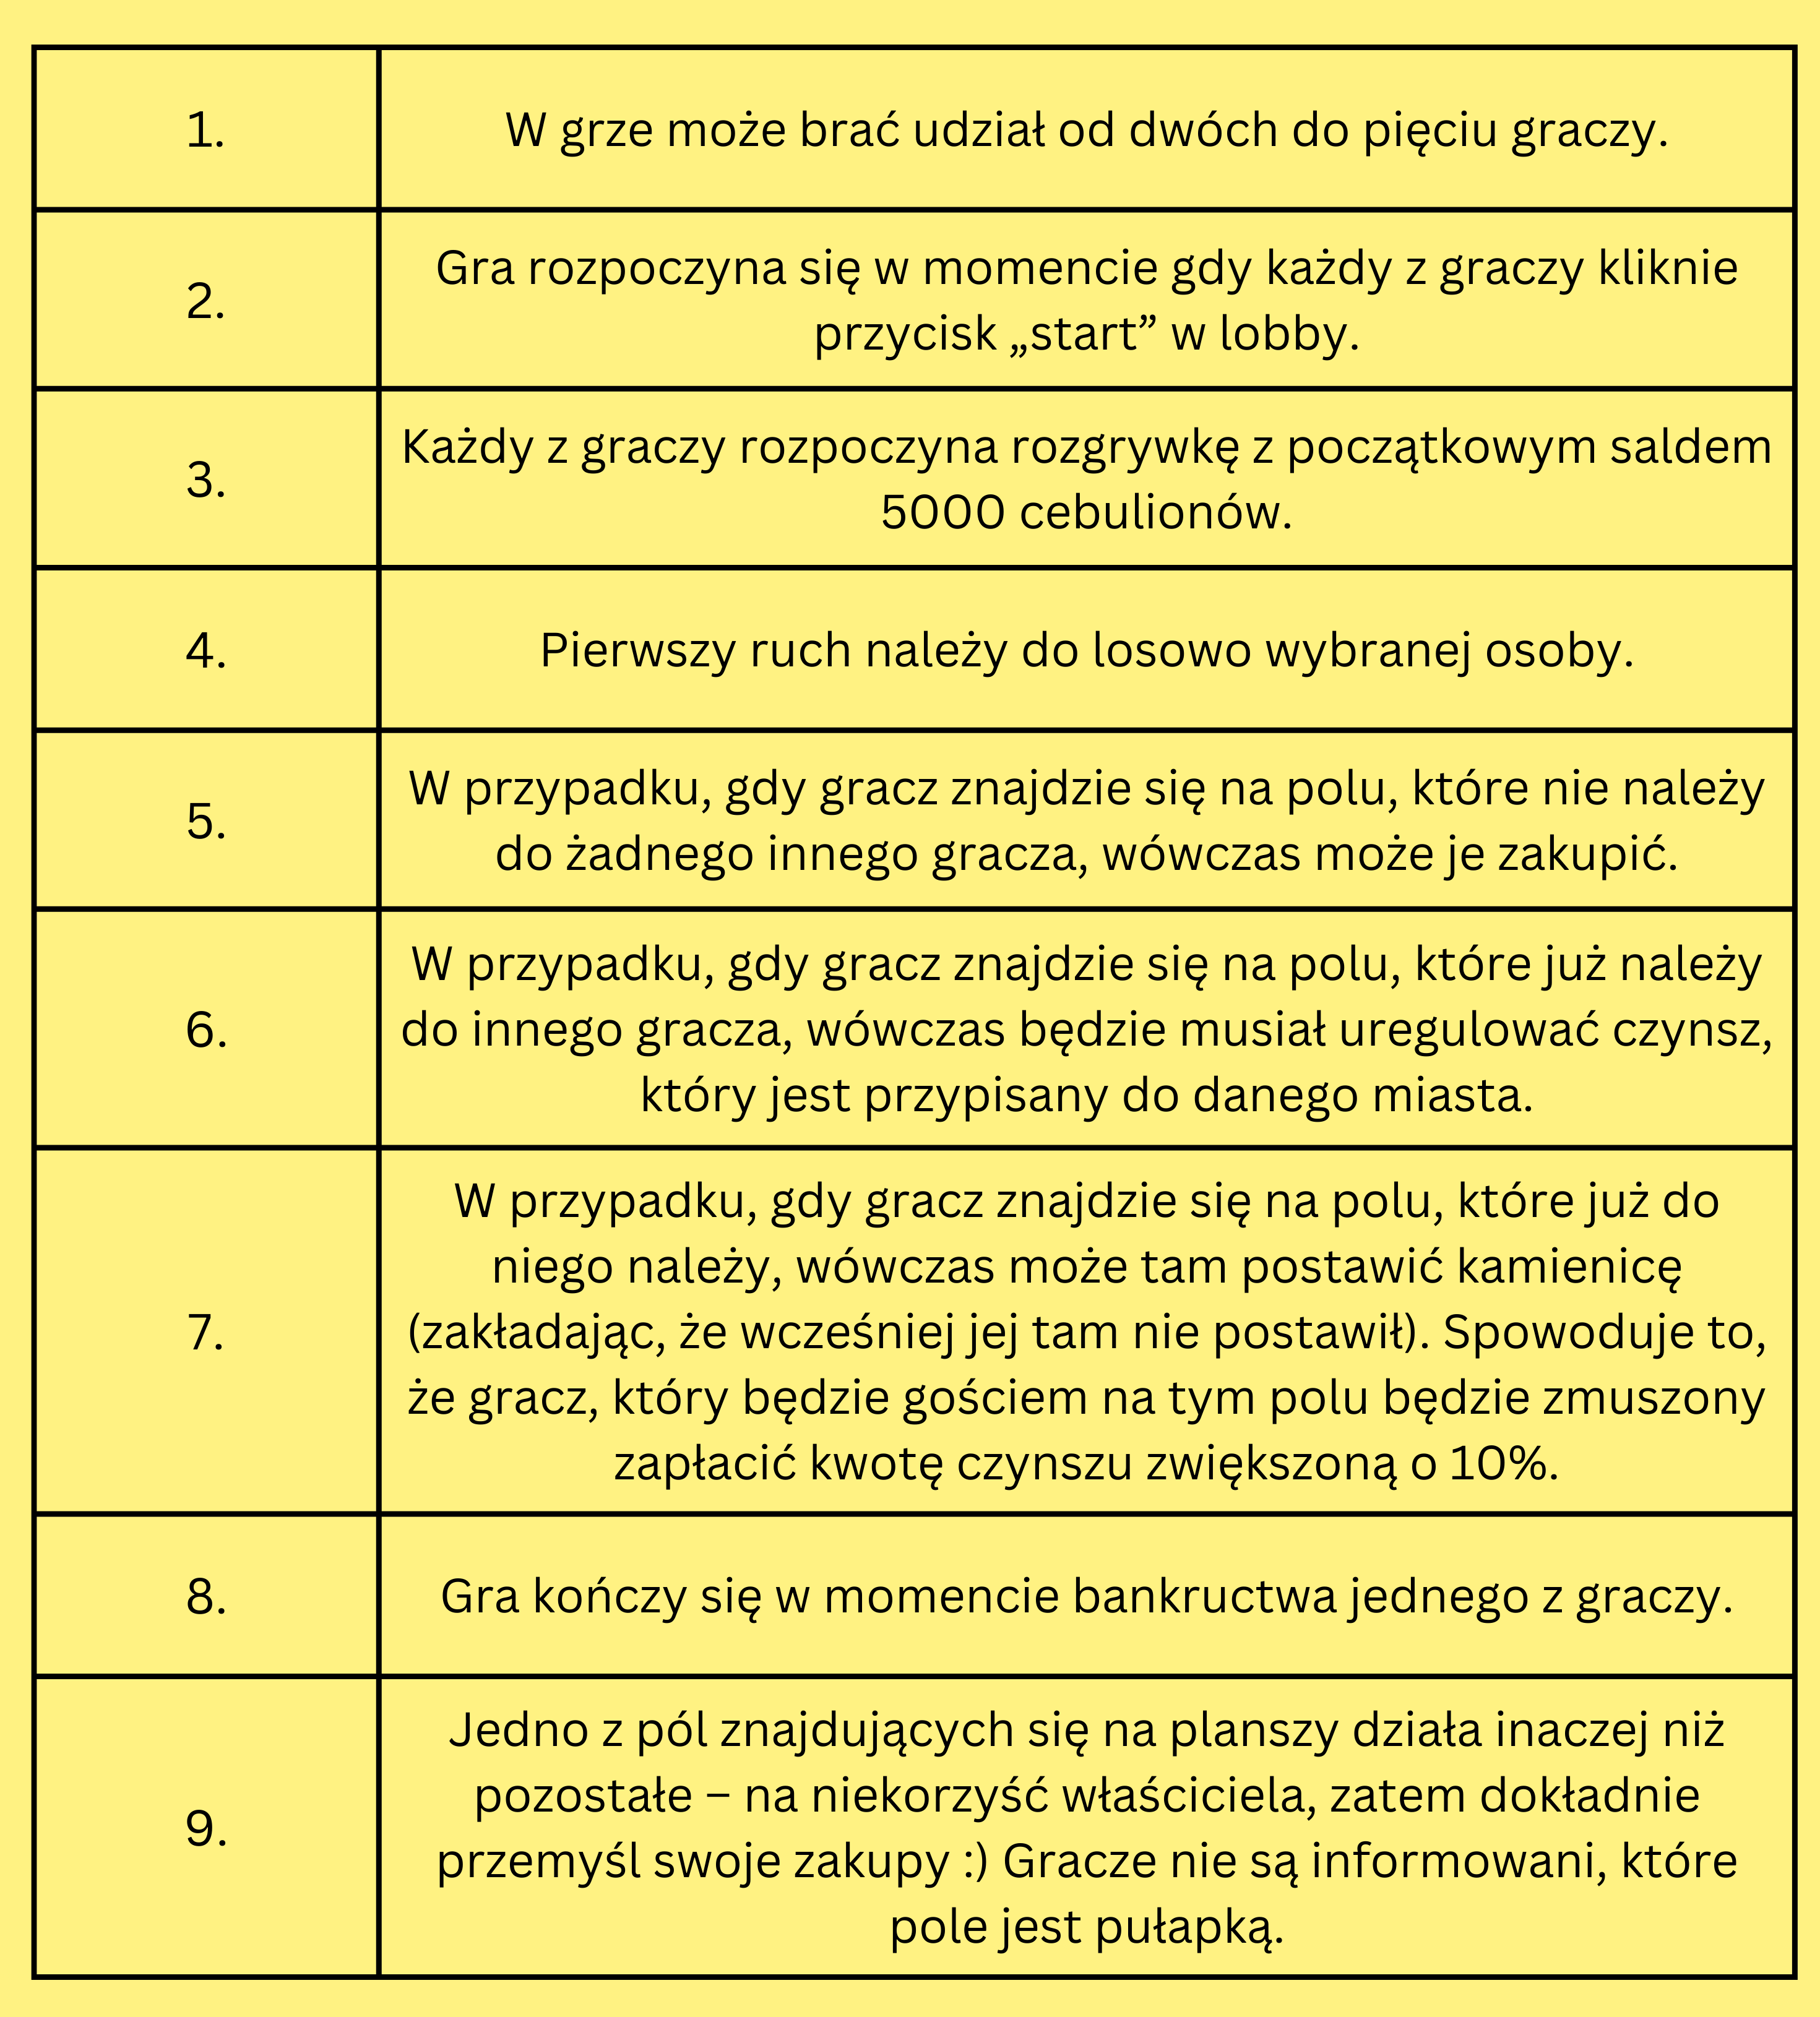 1.
W grze może brać udział od dwóch do pięciu graczy.
2.
Gra rozpoczyna się w momencie gdy każdy z graczy kliknie
przycisk „start” w lobby.
3.
Każdy z graczy rozpoczyna rozgrywkę z początkowym saldem
5000 cebulionów.
4.
Pierwszy ruch należy do losowo wybranej osoby.
5.
W przypadku, gdy gracz znajdzie się na polu, które nie należy
do żadnego innego gracza, wówczas może je zakupić.
6.
W przypadku, gdy gracz znajdzie się na polu, które już należy
do innego gracza, wówczas będzie musiał uregulować czynsz,
który jest przypisany do danego miasta.
7.
W przypadku, gdy gracz znajdzie się na polu, które już do
niego należy, wówczas może tam postawić kamienicę
(zakładając, że wcześniej jej tam nie postawił). Spowoduje to,
że gracz, który będzie gościem na tym polu będzie zmuszony
zapłacić kwotę czynszu zwiększoną o 10%.
8.
Gra kończy się w momencie bankructwa jednego z graczy.
9.
Jedno z pól znajdujących się na planszy działa inaczej niż
pozostałe – na niekorzyść właściciela, zatem dokładnie
przemyśl swoje zakupy :) Gracze nie są informowani, które
pole jest pułapką.